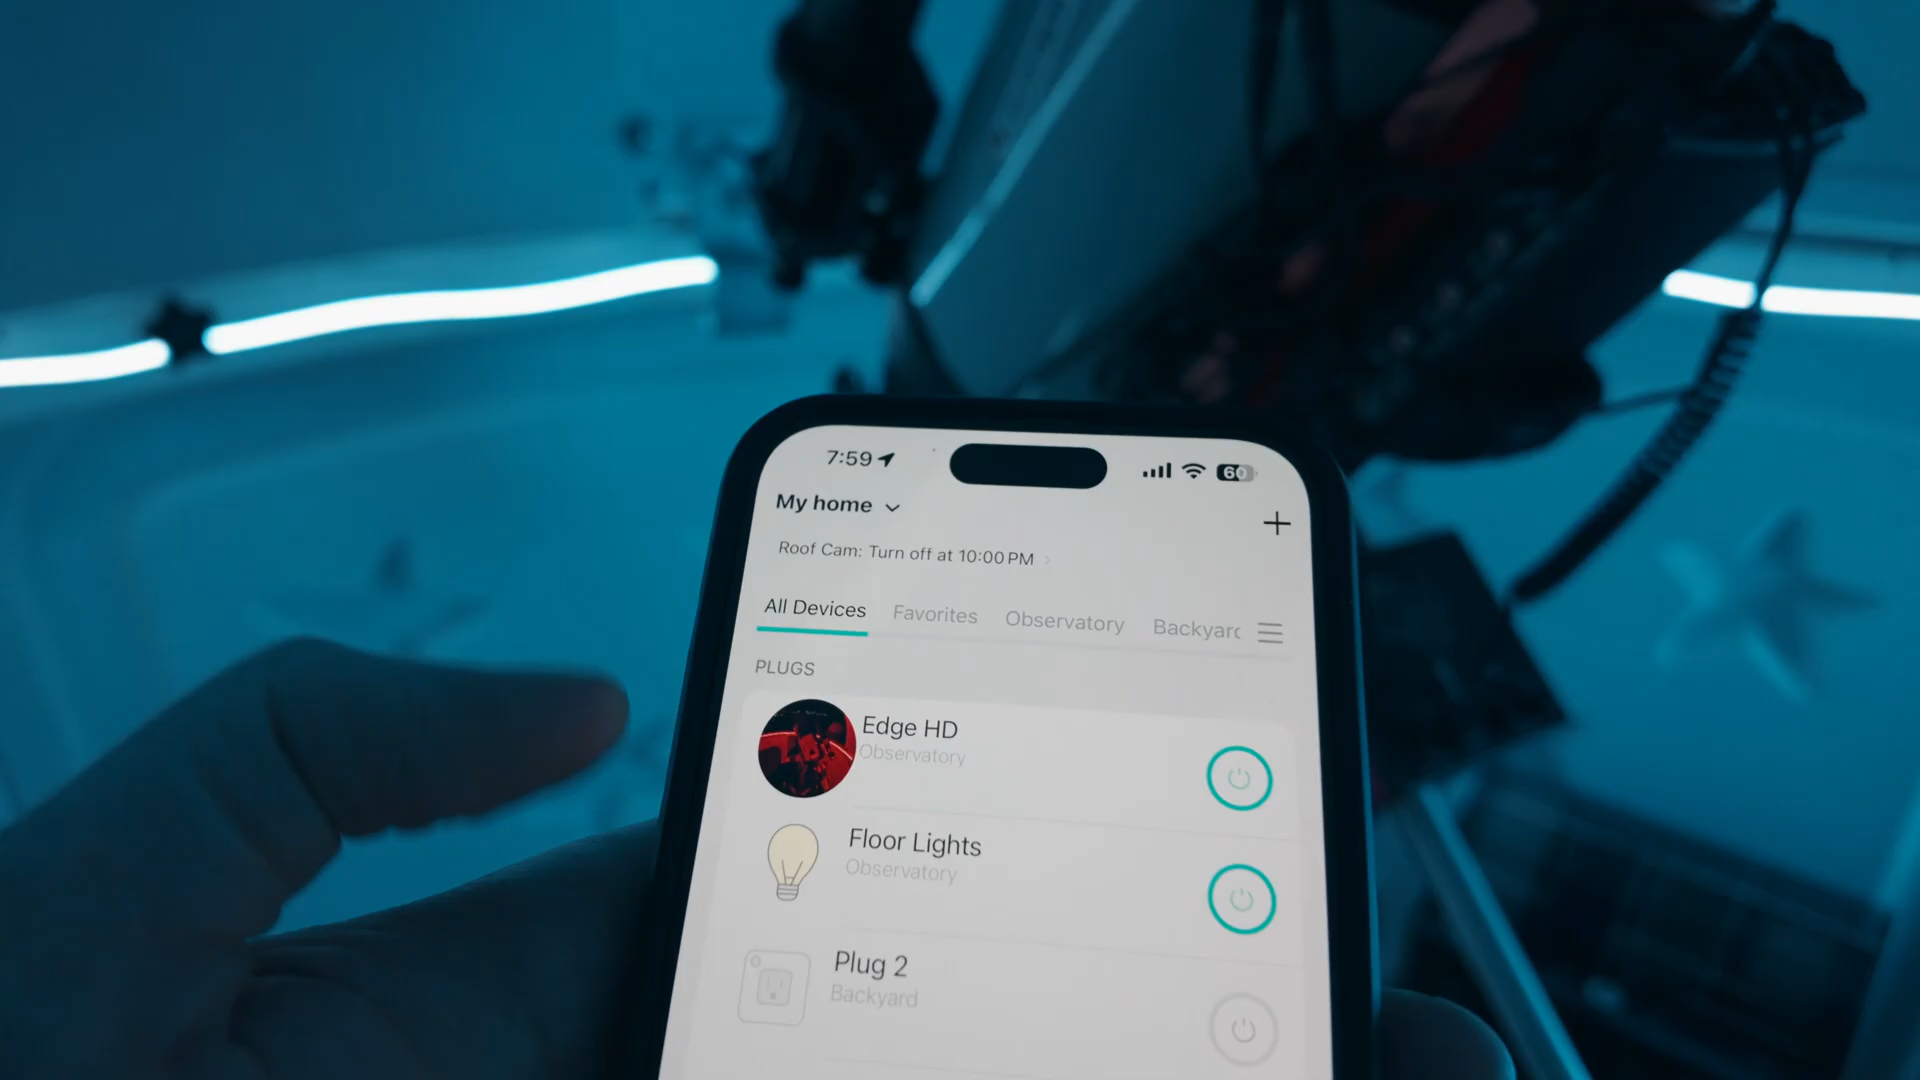 7:59
60
My home
Roof Cam: Turn off at 10:00 PM
All Devices Favorites Observatory Backyarc
PLUGS
Edge HD
Observatory
Floor Lights
Observatory
Plug 2
Backyard